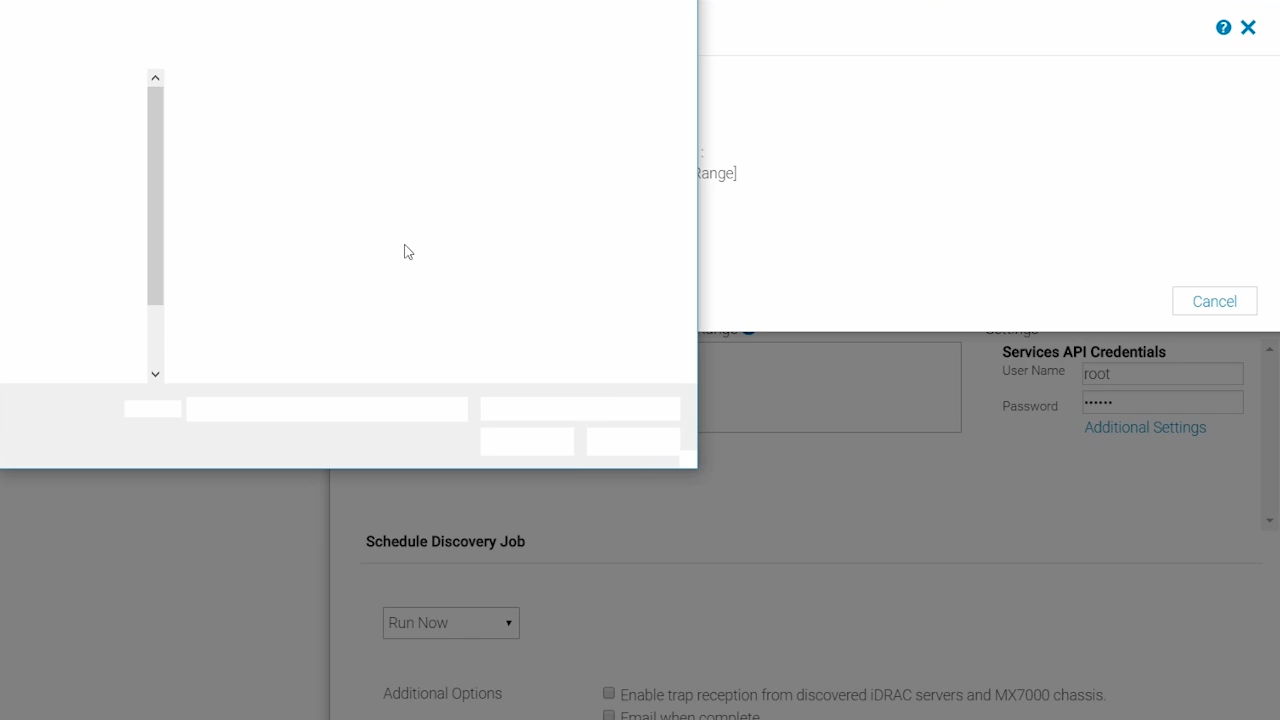 :
Range]
Cancel
Services API Credentials
User Name
root
Password
••••••
Additional Settings
Schedule Discovery Job
Run Now
Additional Options
Enable trap reception from discovered iDRAC servers and MX7000 chassis.
Email when complete